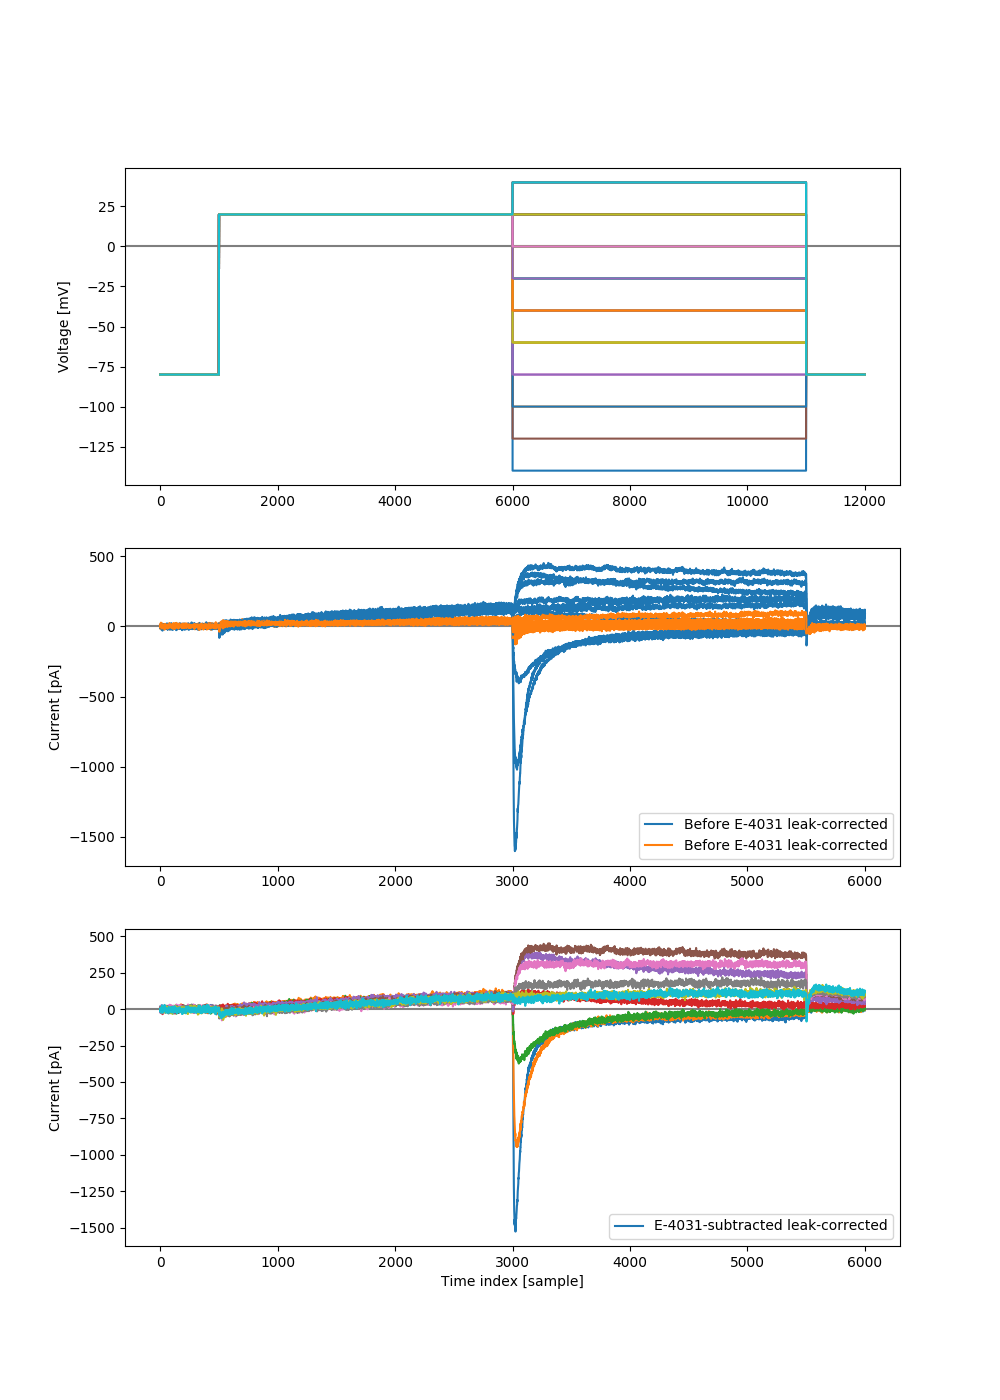 25
0
−25
−50
−75
−100
−125
Voltage [mV]
0 2000 4000 6000 8000 10000 12000
500
0
−500
−1000
−1500
Current [pA]
Before E-4031 leak-corrected
Before E-4031 leak-corrected
0 1000 2000 3000 4000 5000 6000
500
250
0
−250
−500
−750
−1000
−1250
−1500
Current [pA]
E-4031-subtracted leak-corrected
0 1000 2000 3000 4000 5000 6000
Time index [sample]